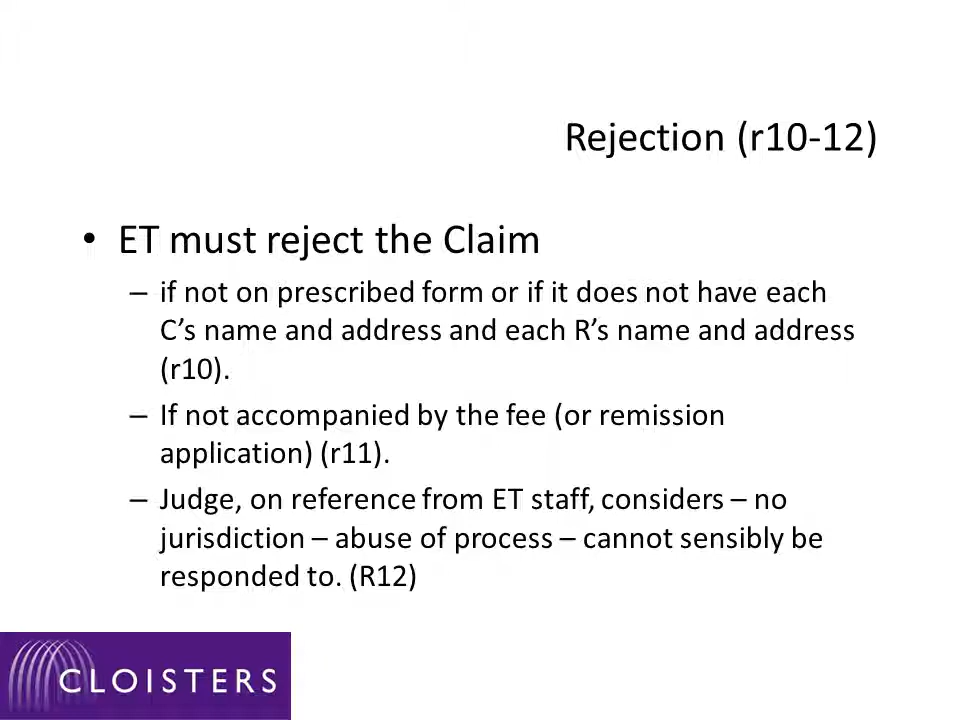 Rejection (r10-12)
• ET must reject the Claim
– if not on prescribed form or if it does not have each
C’s name and address and each R’s name and address
(r10).
– If not accompanied by the fee (or remission
application) (r11).
– Judge, on reference from ET staff, considers – no
jurisdiction – abuse of process – cannot sensibly be
responded to. (R12)
CLOISTERS